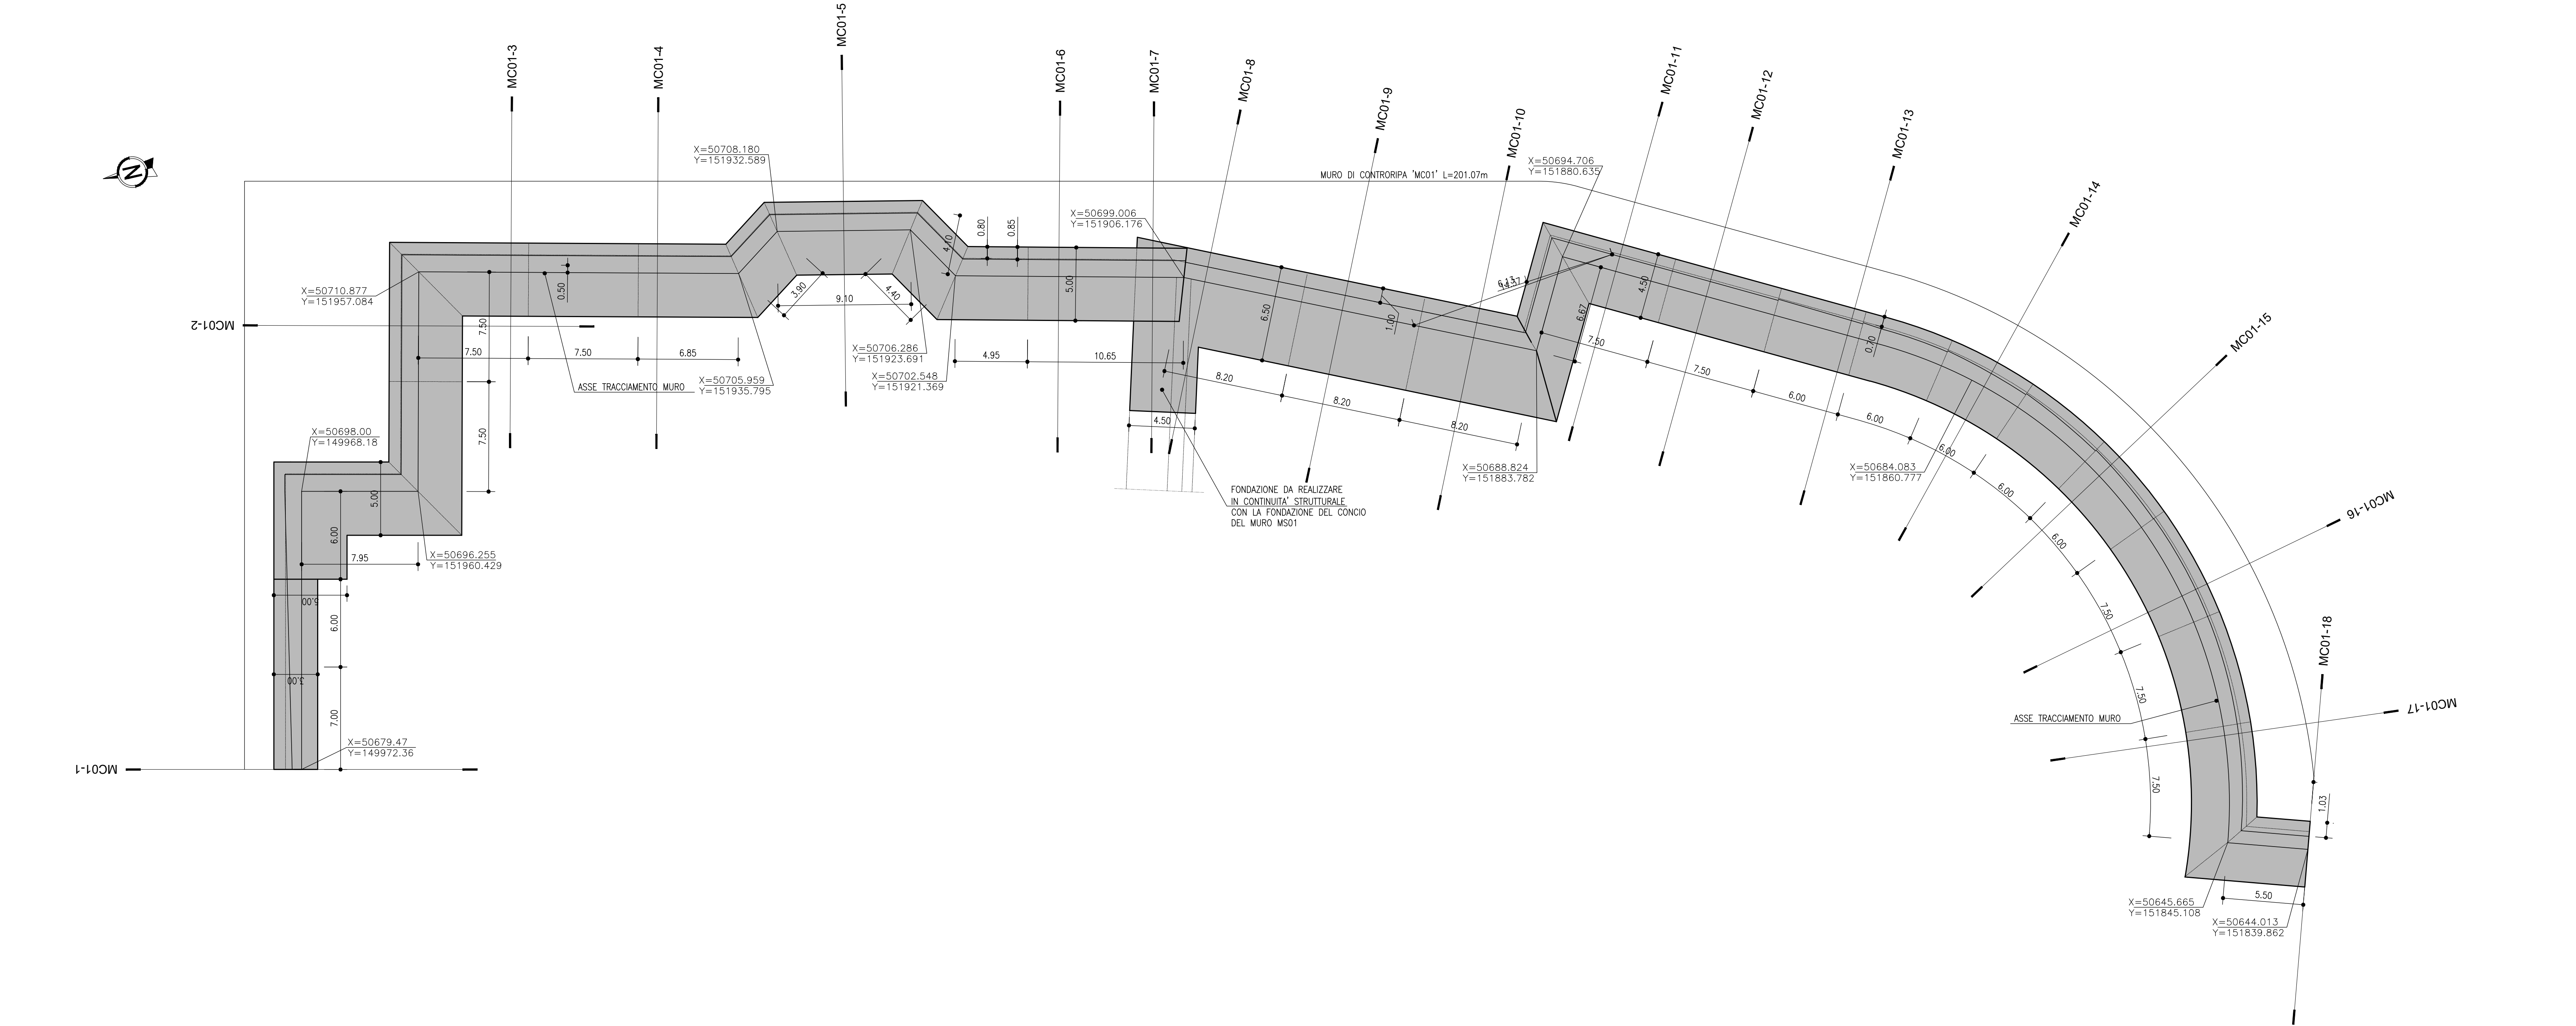 MC01-3
MC01-4
MC01-5
MC01-6
MC01-7
MC01-8
MC01-9
MC01-10
MC01-11
MC01-12
MC01-13
MC01-14
MC01-15
MC01-16
MC01-17
MC01-18
MC01-2
MC01-1
N
MURO DI CONTRORIPA 'MC01' L=201.07m
X=50708.180
Y=151932.589
X=50694.706
Y=151880.635
X=50699.006
Y=151906.176
X=50710.877
Y=151957.084
X=50706.286
Y=151923.691
X=50702.548
Y=151921.369
X=50705.959
Y=151935.795
ASSE TRACCIAMENTO MURO
X=50698.00
Y=149968.18
X=50696.255
Y=151960.429
X=50679.47
Y=149972.36
X=50688.824
Y=151883.782
X=50684.083
Y=151860.777
FONDAZIONE DA REALIZZARE
IN CONTINUITA' STRUTTURALE
CON LA FONDAZIONE DEL CONCIO
DEL MURO MS01
ASSE TRACCIAMENTO MURO
X=50645.665
Y=151845.108
X=50644.013
Y=151839.862
0.50
7.50
7.50
7.50
7.50
6.85
3.90
9.10
4.40
4.10
0.80
0.85
5.00
4.95
10.65
4.50
8.20
8.20
8.20
6.50
1.00
6.13
6.67
4.50
0.70
7.50
7.50
6.00
6.00
6.00
6.00
6.00
7.50
7.50
7.50
1.03
5.50
5.00
6.00
7.95
5.00
6.00
3.00
7.00